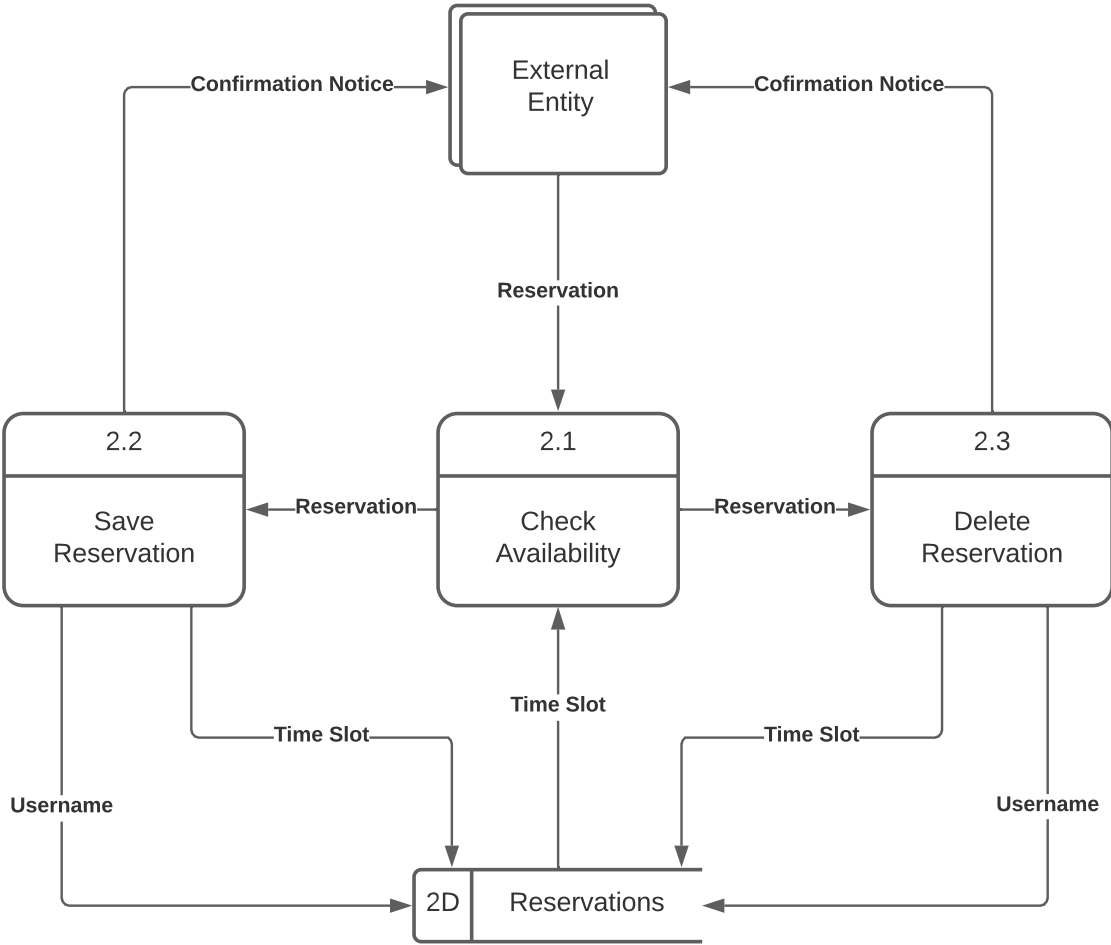 External
Entity
Confirmation Notice
Cofirmation Notice
Reservation
2.2
2.1
2.3
Reservation
Reservation
Save
Reservation
Check
Availability
Delete
Reservation
Time Slot
Time Slot
Time Slot
Username
Username
2D
Reservations